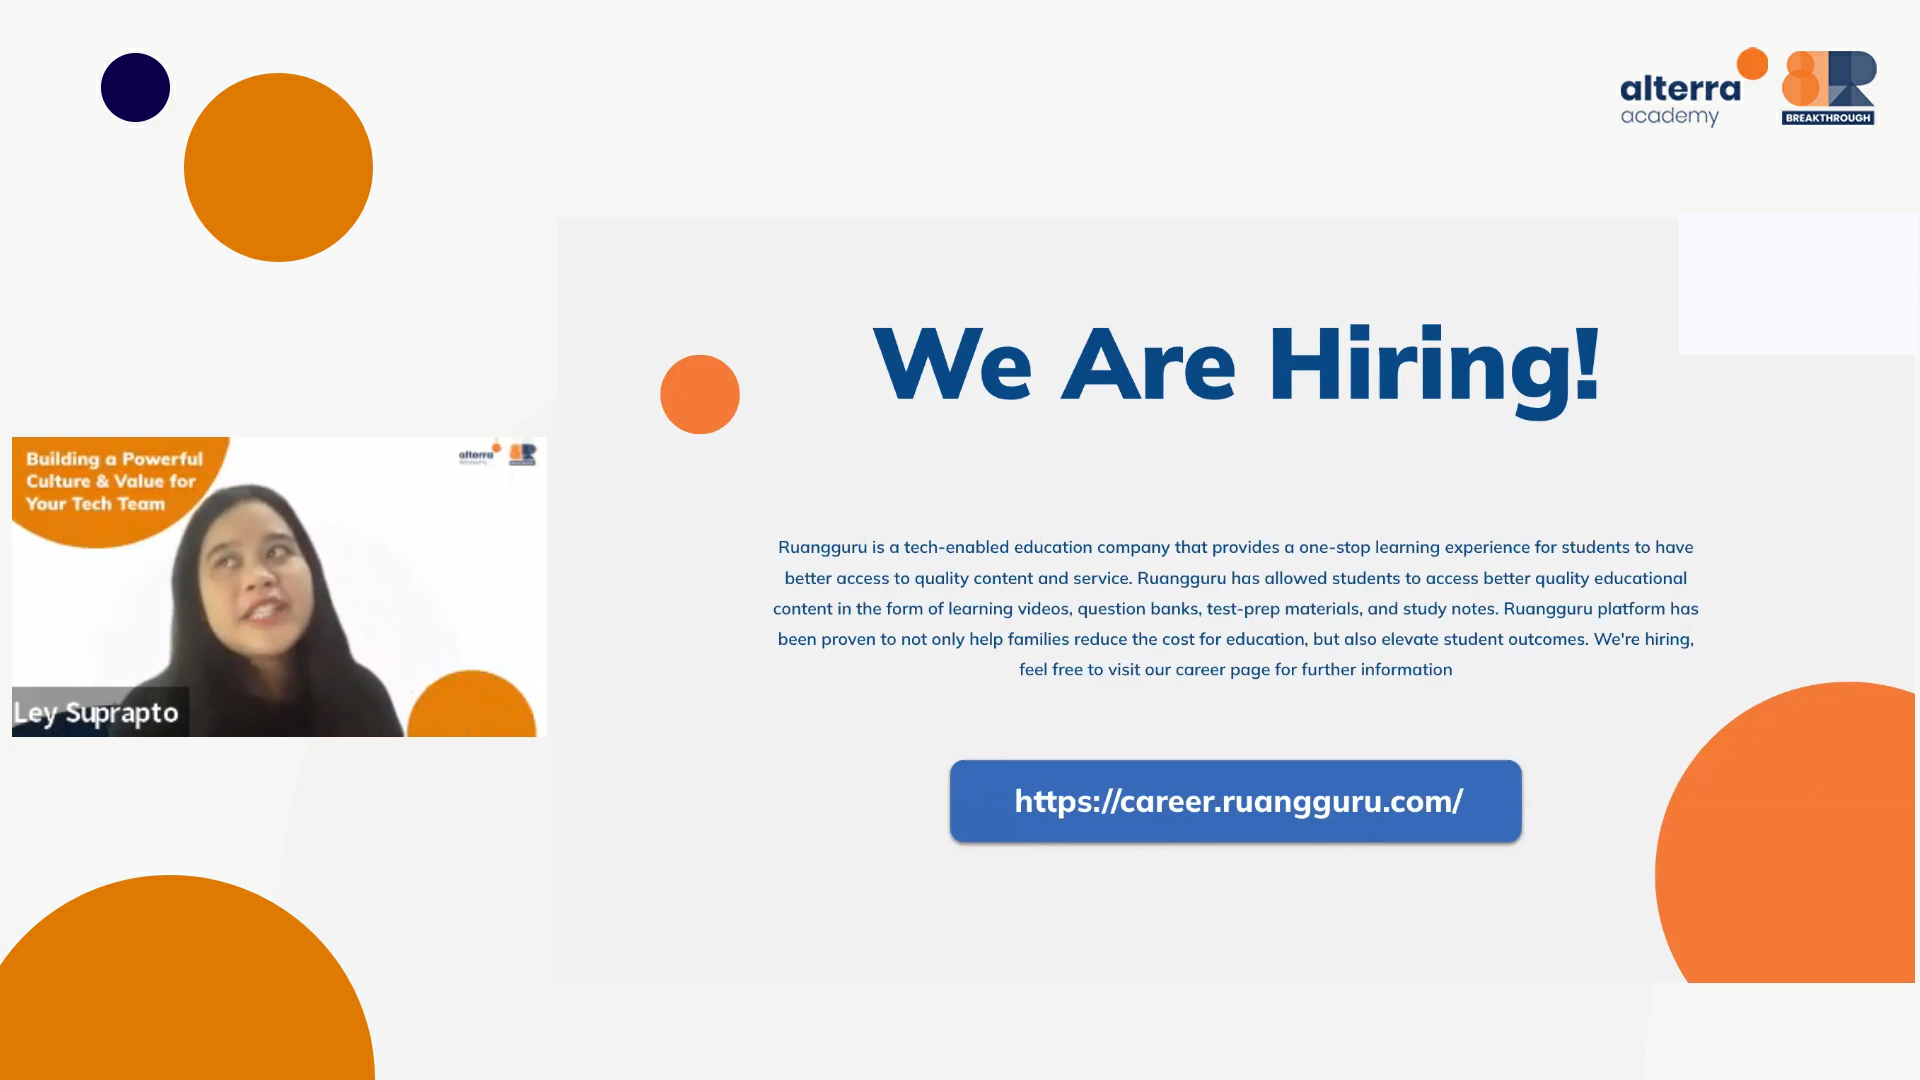 alterra
academy
BREAKTHROUGH
We Are Hiring!
Building a Powerful
Culture & Value for
Your Tech Team
alterra
Ley Suprapto
Ruangguru is a tech-enabled education company that provides a one-stop learning experience for students to have
better access to quality content and service. Ruangguru has allowed students to access better quality educational
content in the form of learning videos, question banks, test-prep materials, and study notes. Ruangguru platform has
been proven to not only help families reduce the cost for education, but also elevate student outcomes. We're hiring,
feel free to visit our career page for further information
https://career.ruangguru.com/